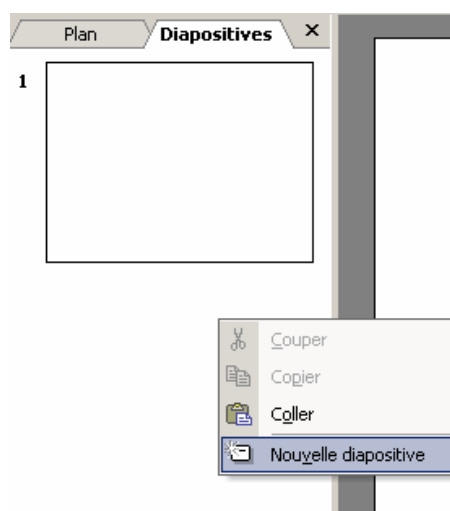 Plan Diapositives ×
1
Couper
Copier
Coller
Nouvelle diapositive